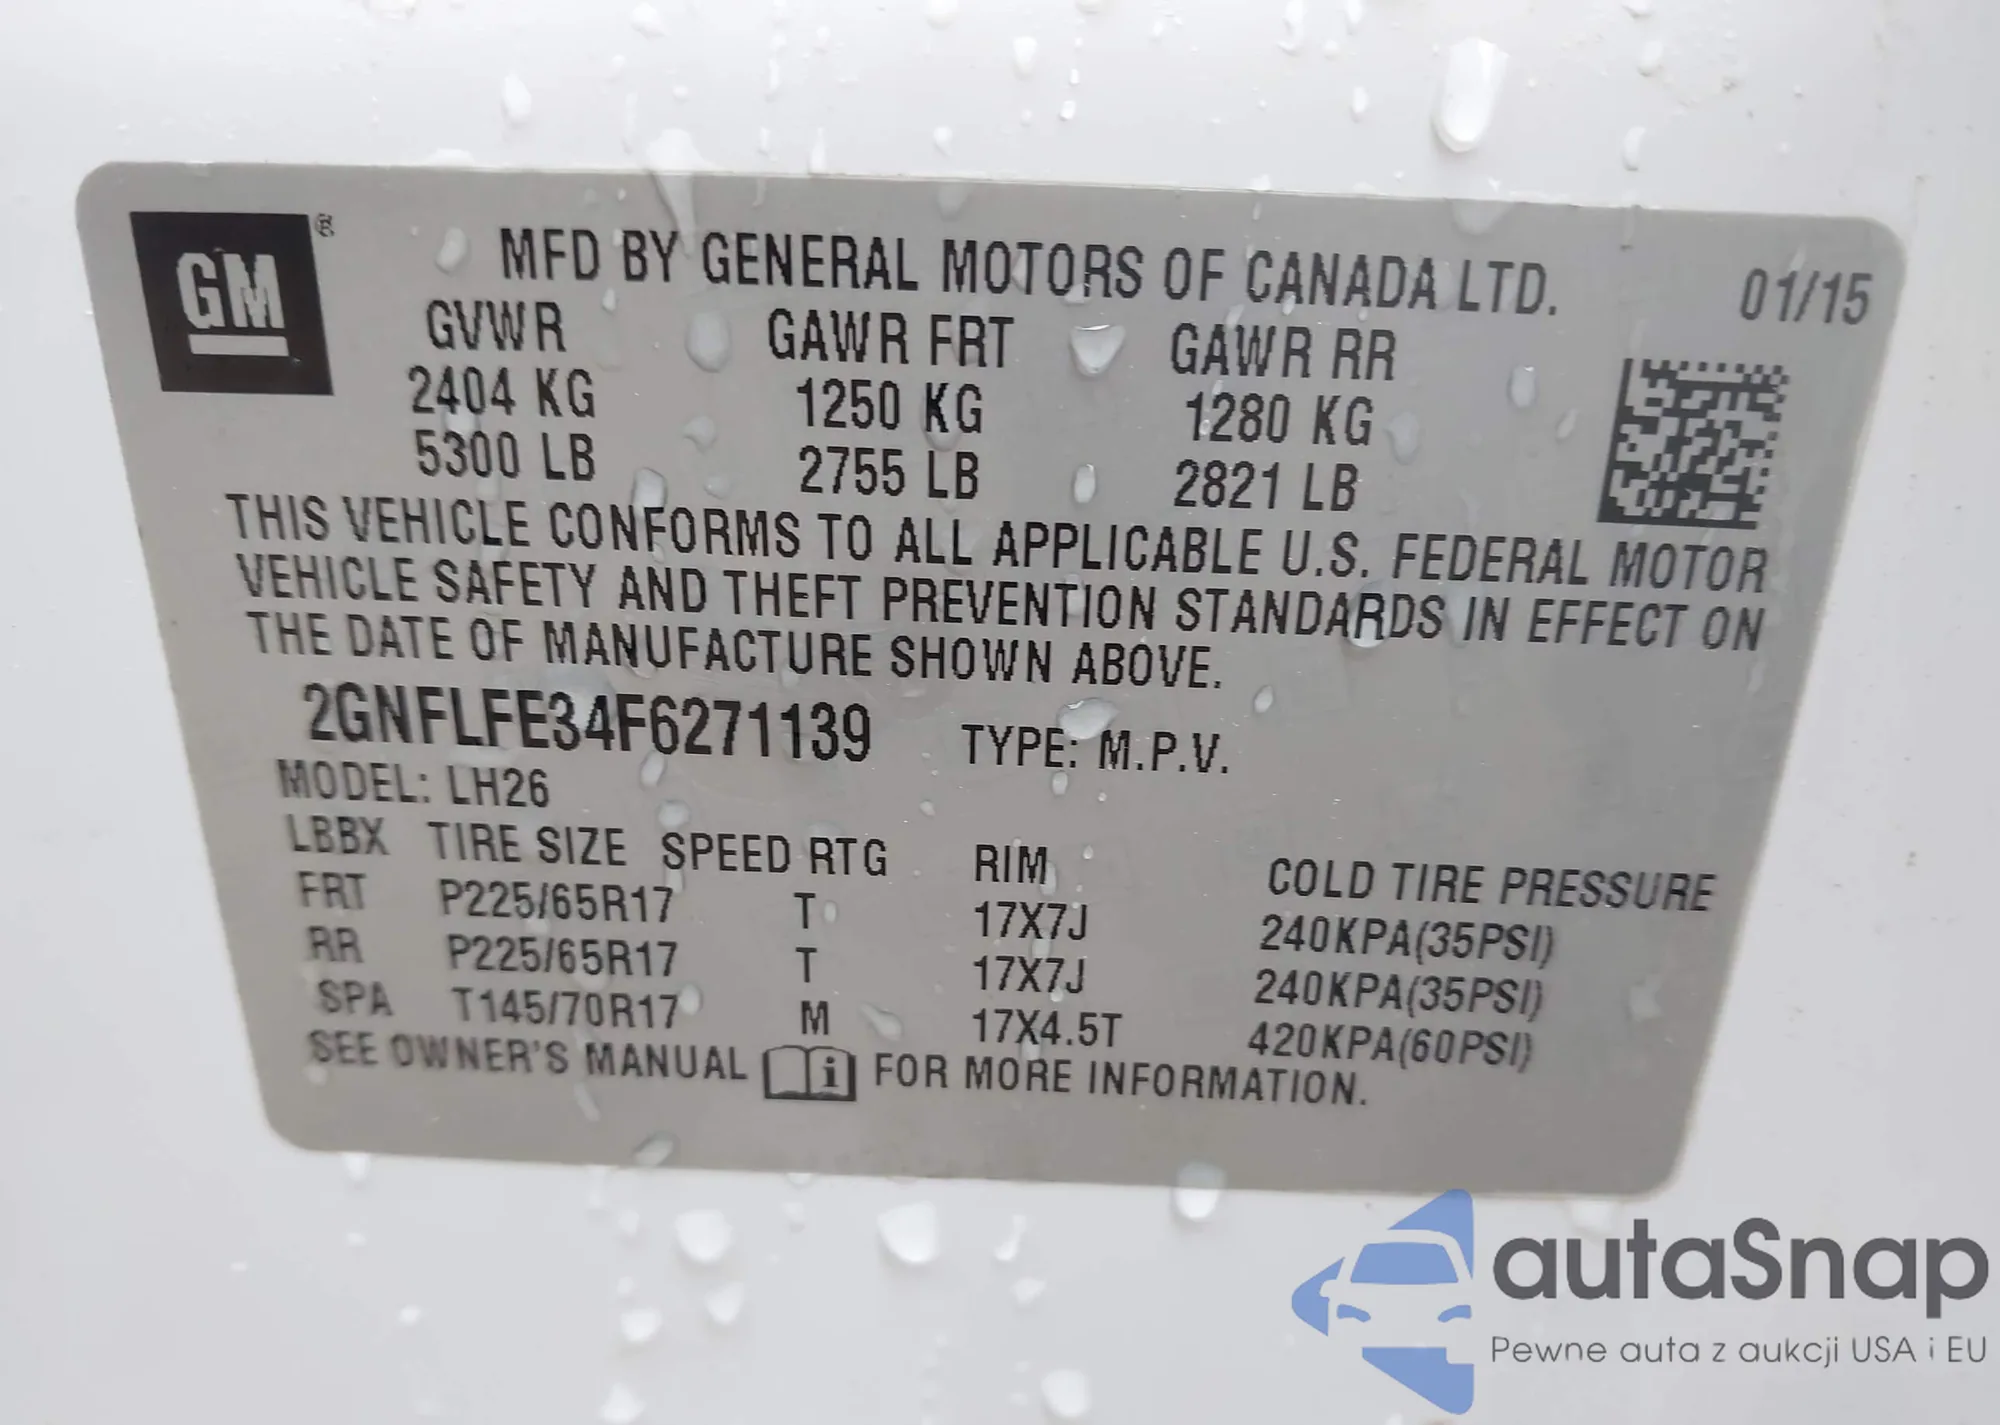 GM®
MFD BY GENERAL MOTORS OF CANADA LTD. 01/15
GVWR GAWR FRT GAWR RR
2404 KG 1250 KG 1280 KG
5300 LB 2755 LB 2821 LB
THIS VEHICLE CONFORMS TO ALL APPLICABLE U.S. FEDERAL MOTOR
VEHICLE SAFETY AND THEFT PREVENTION STANDARDS IN EFFECT ON
THE DATE OF MANUFACTURE SHOWN ABOVE.
2GNFLFE34F6271139 TYPE: M.P.V.
MODEL: LH26
LBBX TIRE SIZE SPEED RTG RIM COLD TIRE PRESSURE
FRT P225/65R17 T 17X7J 240KPA(35PSI)
RR P225/65R17 T 17X7J 240KPA(35PSI)
SPA T145/70R17 M 17X4.5T 420KPA(60PSI)
SEE OWNER'S MANUAL i FOR MORE INFORMATION.
autaSnap
Pewne auta z aukcji USA i EU